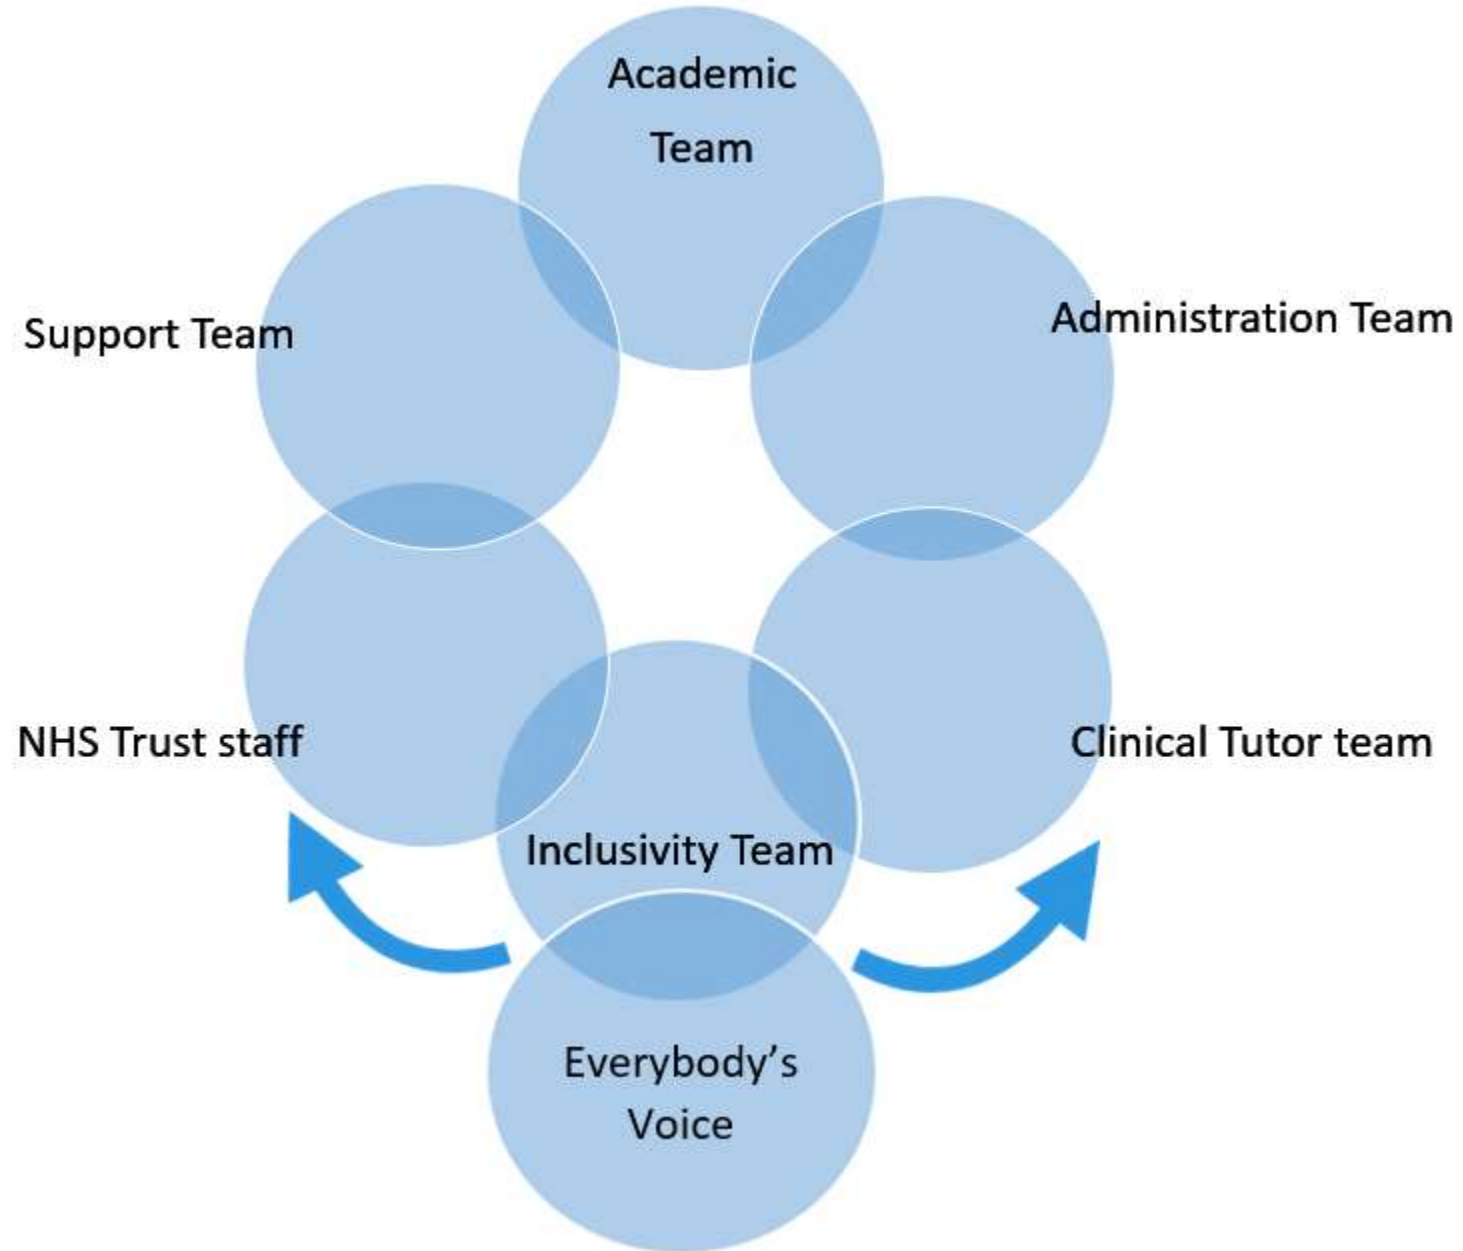 Academic
Team
Support Team
Administration Team
NHS Trust staff
Clinical Tutor team
Inclusivity Team
Everybody’s
Voice